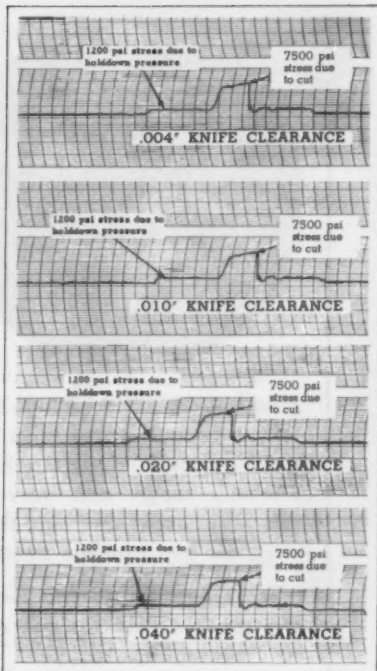 1200 psi stress due to
holddown pressure
7500 psi
stress due
to cut
.004" KNIFE CLEARANCE
1200 psi stress due to
holddown pressure
7500 psi
stress due
to cut
.010" KNIFE CLEARANCE
1200 psi stress due to
holddown pressure
7500 psi
stress due
to cut
.020" KNIFE CLEARANCE
1200 psi stress due to
holddown pressure
7500 psi
stress due
to cut
.040" KNIFE CLEARANCE